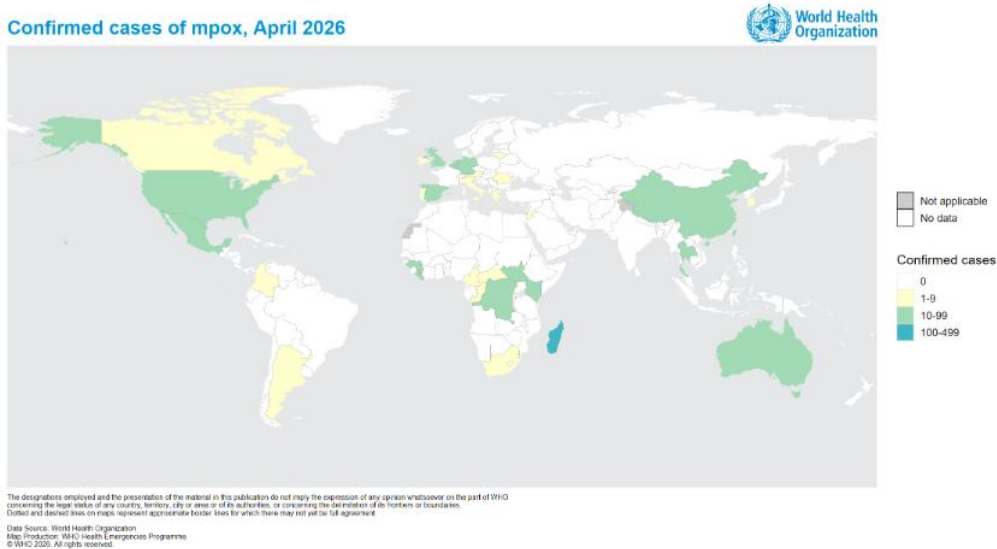 Confirmed cases of mpox, April 2026
World Health
Organization
Not applicable
No data
Confirmed cases
0
1-9
10-99
100-499
The designations employed and the presentation of the material in this publication do not imply the expression of any opinion whatsoever on the part of WHO
concerning the legal status of any country, territory, city or area or of its authorities, or concerning the delimitation of its frontiers or boundaries.
Dotted and dashed lines on maps represent approximate border lines for which there may not yet be full agreement.
Data Source: World Health Organization
Map Production: WHO Health Emergencies Programme
© WHO 2026. All rights reserved.